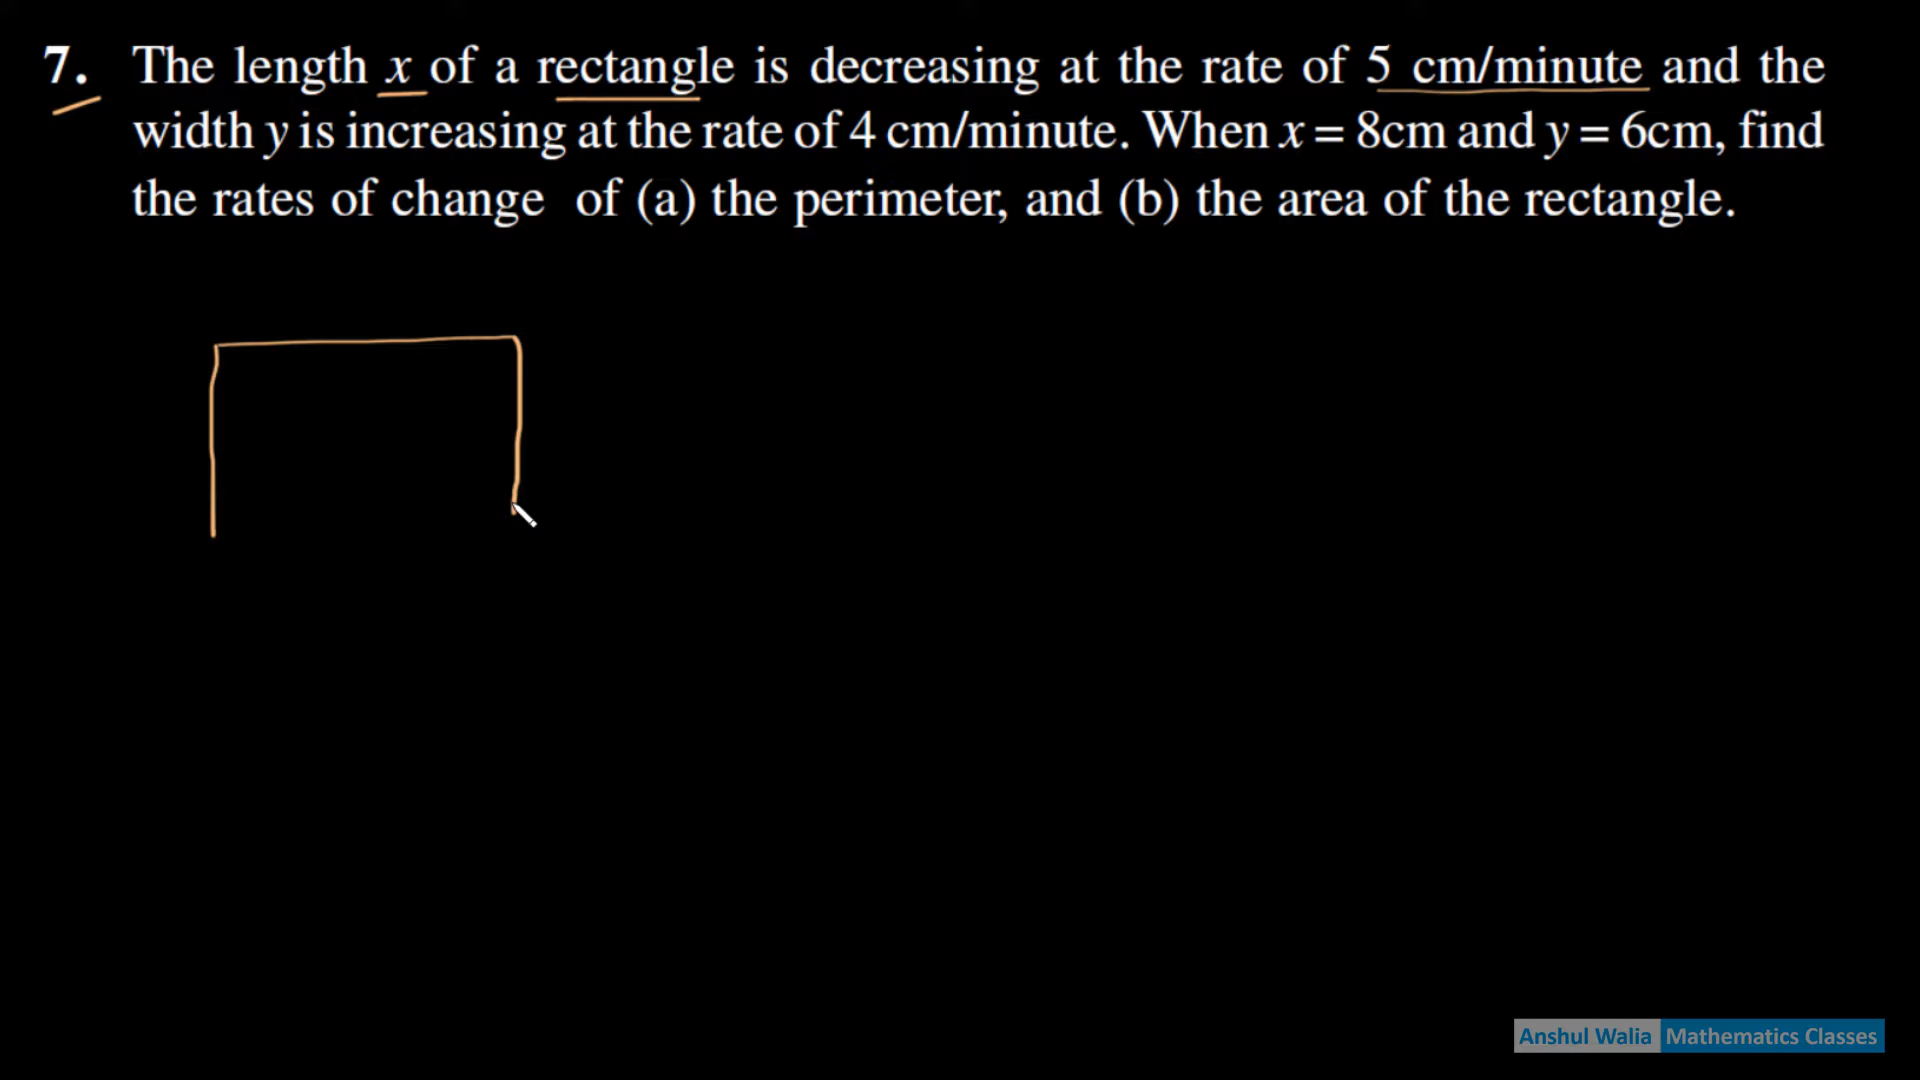 7. The length x of a rectangle is decreasing at the rate of 5 cm/minute and the
width y is increasing at the rate of 4 cm/minute. When x = 8cm and y = 6cm, find
the rates of change of (a) the perimeter, and (b) the area of the rectangle.
Anshul Walia Mathematics Classes